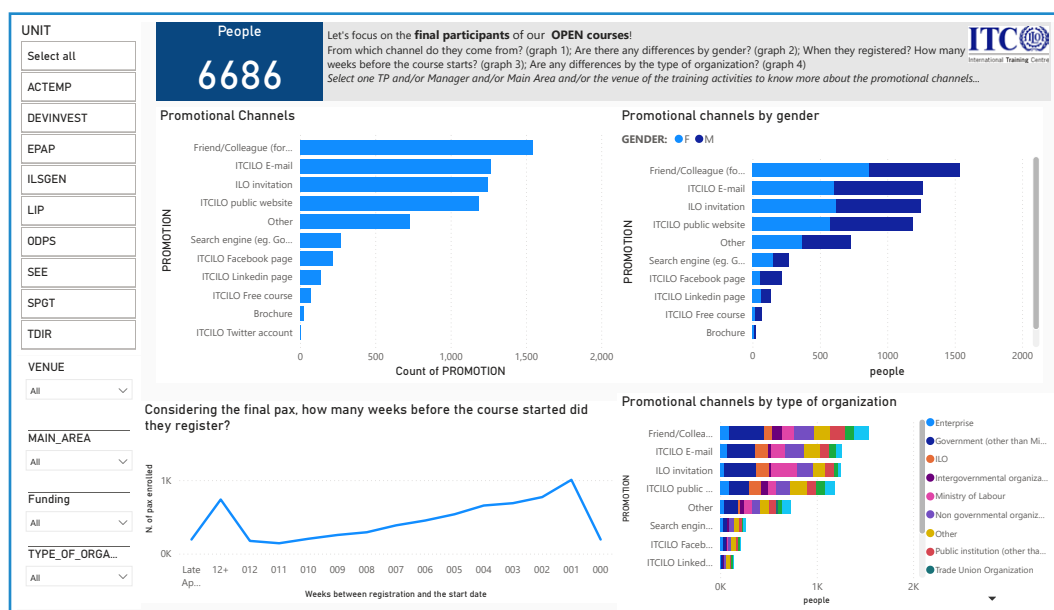 UNIT
Select all
ACTEMP
DEVINVEST
EPAP
ILSGEN
LIP
ODPS
SEE
SPGT
TDIR
VENUE
All
MAIN_AREA
All
Funding
All
TYPE_OF_ORGA...
All
People
6686
Let's focus on the final participants of our OPEN courses!
From which channel do they come from? (graph 1); Are there any differences by gender? (graph 2); When they registered? How many
weeks before the course starts? (graph 3); Are any differences by the type of organization? (graph 4)
Select one TP and/or Manager and/or Main Area and/or the venue of the training activities to know more about the promotional channels...
ITC
International Training Centre
Promotional Channels
PROMOTION
Friend/Colleague (for...
ITCILO E-mail
ILO invitation
ITCILO public website
Other
Search engine (eg. Go...
ITCILO Facebook page
ITCILO Linkedin page
ITCILO Free course
Brochure
ITCILO Twitter account
0 500 1,000 1,500 2,000
Count of PROMOTION
Promotional channels by gender
GENDER: F M
PROMOTION
Friend/Colleague (fo...
ITCILO E-mail
ILO invitation
ITCILO public website
Other
Search engine (eg. G...
ITCILO Facebook page
ITCILO Linkedin page
ITCILO Free course
Brochure
0 500 1000 1500 2000
people
Considering the final pax, how many weeks before the course started did
they register?
N. of pax enrolled
1K
0K
Late Ap... 12+ 012 011 010 009 008 007 006 005 004 003 002 001 000
Weeks between registration and the start date
Promotional channels by type of organization
PROMOTION
Friend/Collea...
ITCILO E-mail
ILO invitation
ITCILO public ...
Other
Search engin...
ITCILO Faceb...
ITCILO Linked...
0K 1K 2K
people
Enterprise
Government (other than Mi...
ILO
Intergovernmental organiza...
Ministry of Labour
Non governmental organiz...
Other
Public institution (other tha...
Trade Union Organization